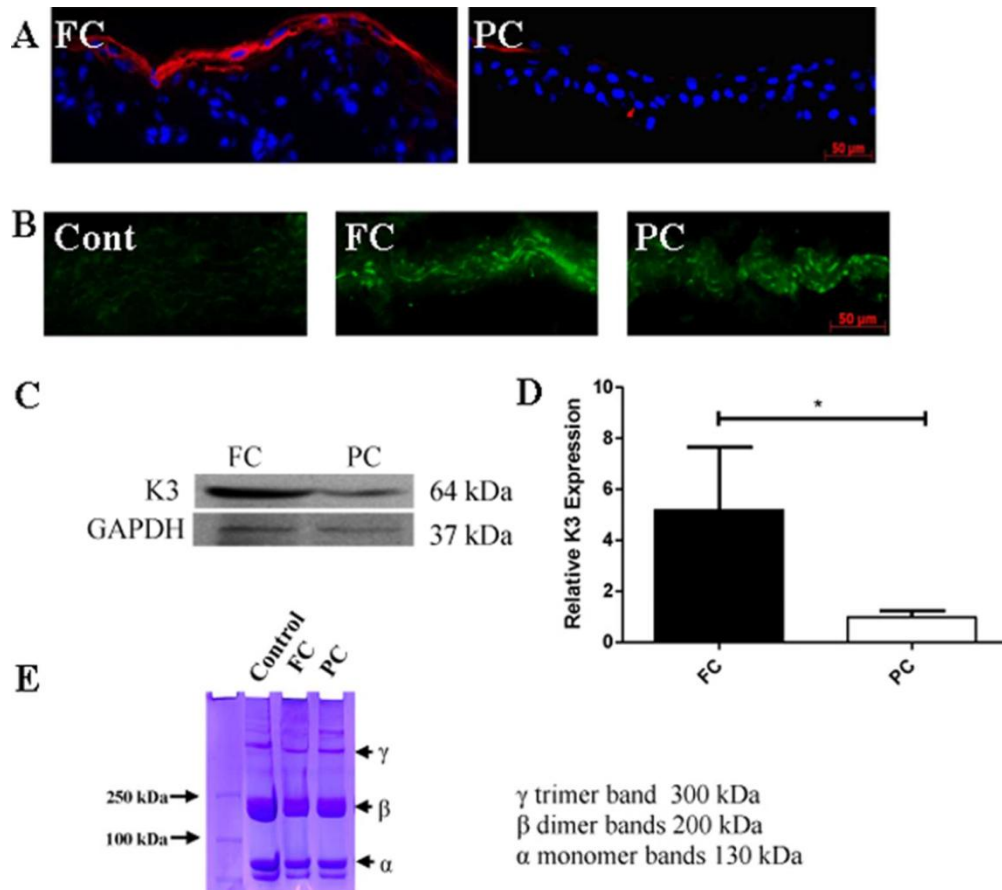 A
FC
PC
50 µm
B
Cont
FC
PC
50 µm
C
FC
PC
K3
64 kDa
GAPDH
37 kDa
D
10
8
6
4
2
0
Relative K3 Expression
*
FC
PC
E
Control
FC
PC
γ
250 kDa
β
100 kDa
α
γ trimer band 300 kDa
β dimer bands 200 kDa
α monomer bands 130 kDa